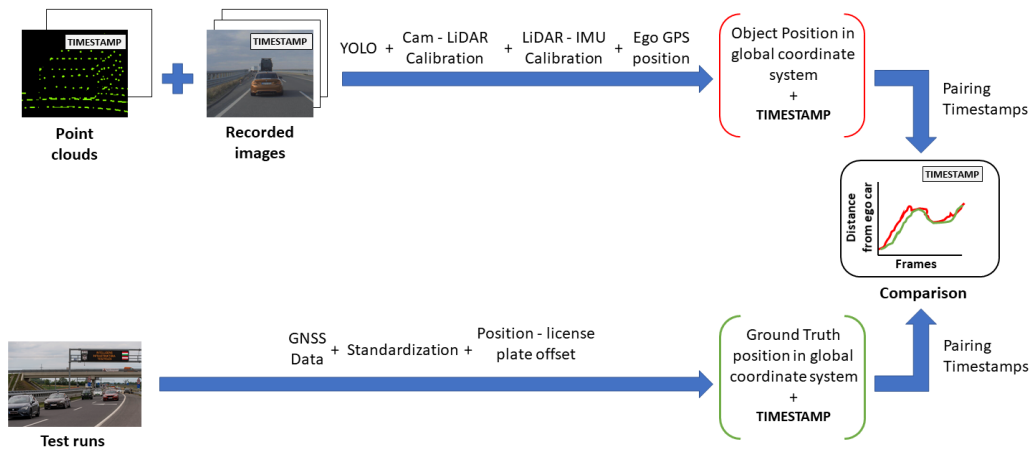 TIMESTAMP
Point
clouds
TIMESTAMP
Recorded
images
YOLO + Cam - LiDAR + LiDAR - IMU + Ego GPS
Calibration Calibration position
Object Position in
global coordinate
system
+
TIMESTAMP
Pairing
Timestamps
TIMESTAMP
Distance
from ego car
Frames
Comparison
Test runs
GNSS
Data + Standardization + Position - license
plate offset
Ground Truth
position in global
coordinate system
+
TIMESTAMP
Pairing
Timestamps